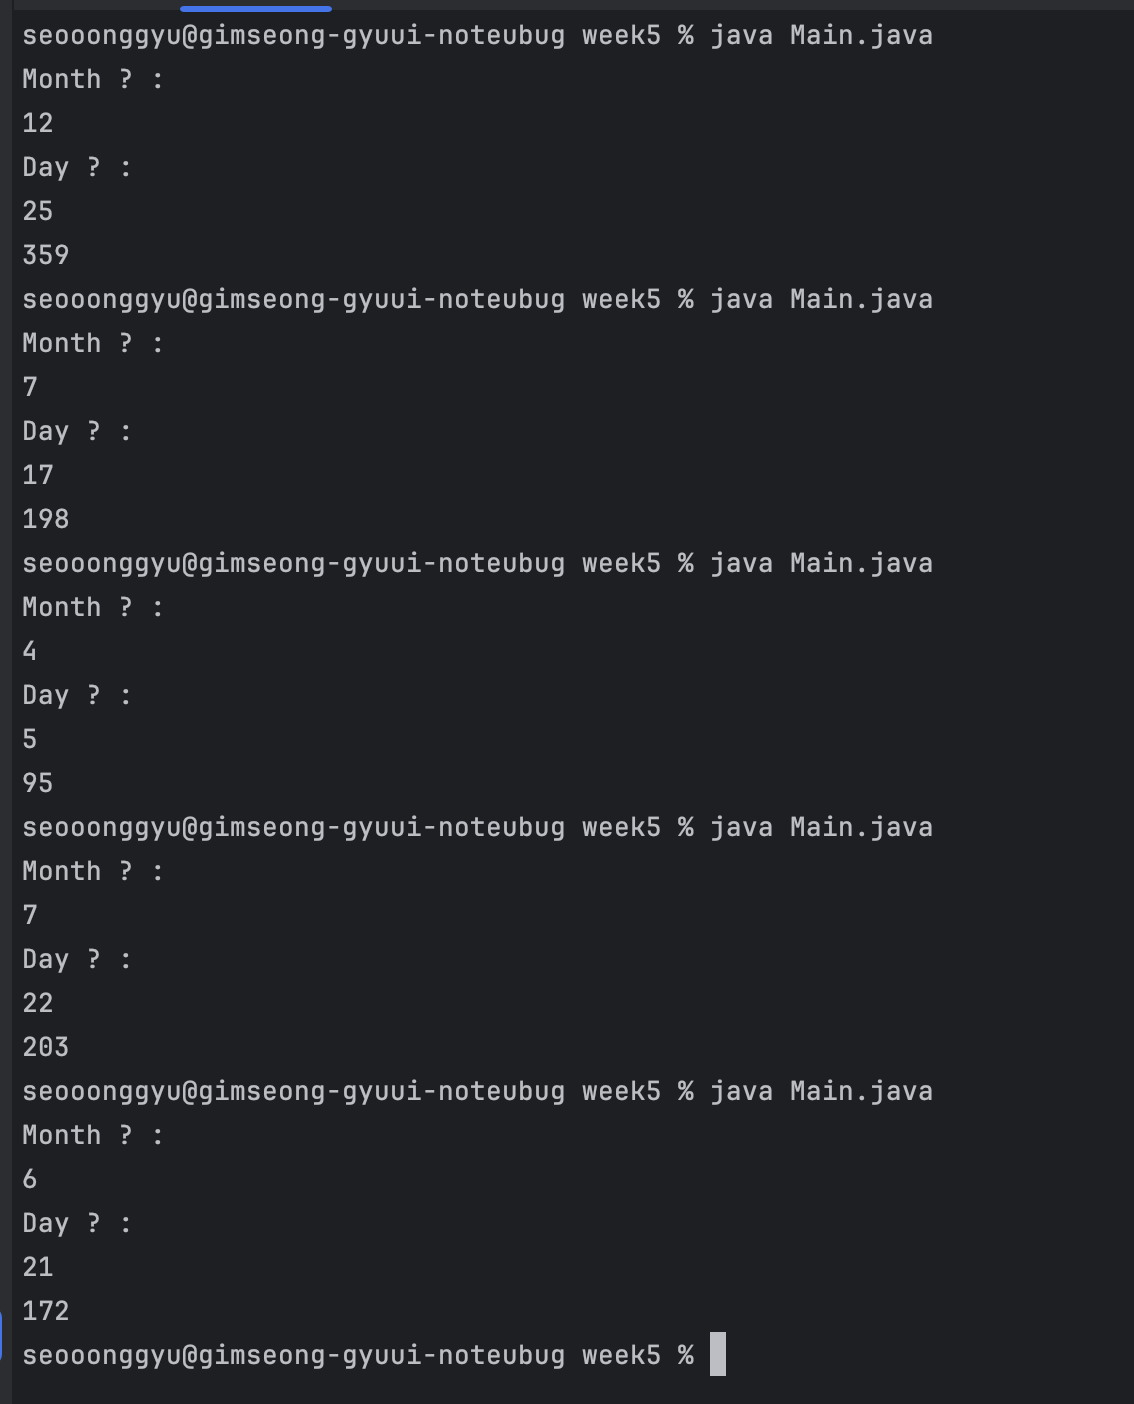 seooonggyu@gimseong-gyuui-noteubug week5 % java Main.java
Month ? :
12
Day ? :
25
359
seooonggyu@gimseong-gyuui-noteubug week5 % java Main.java
Month ? :
7
Day ? :
17
198
seooonggyu@gimseong-gyuui-noteubug week5 % java Main.java
Month ? :
4
Day ? :
5
95
seooonggyu@gimseong-gyuui-noteubug week5 % java Main.java
Month ? :
7
Day ? :
22
203
seooonggyu@gimseong-gyuui-noteubug week5 % java Main.java
Month ? :
6
Day ? :
21
172
seooonggyu@gimseong-gyuui-noteubug week5 %